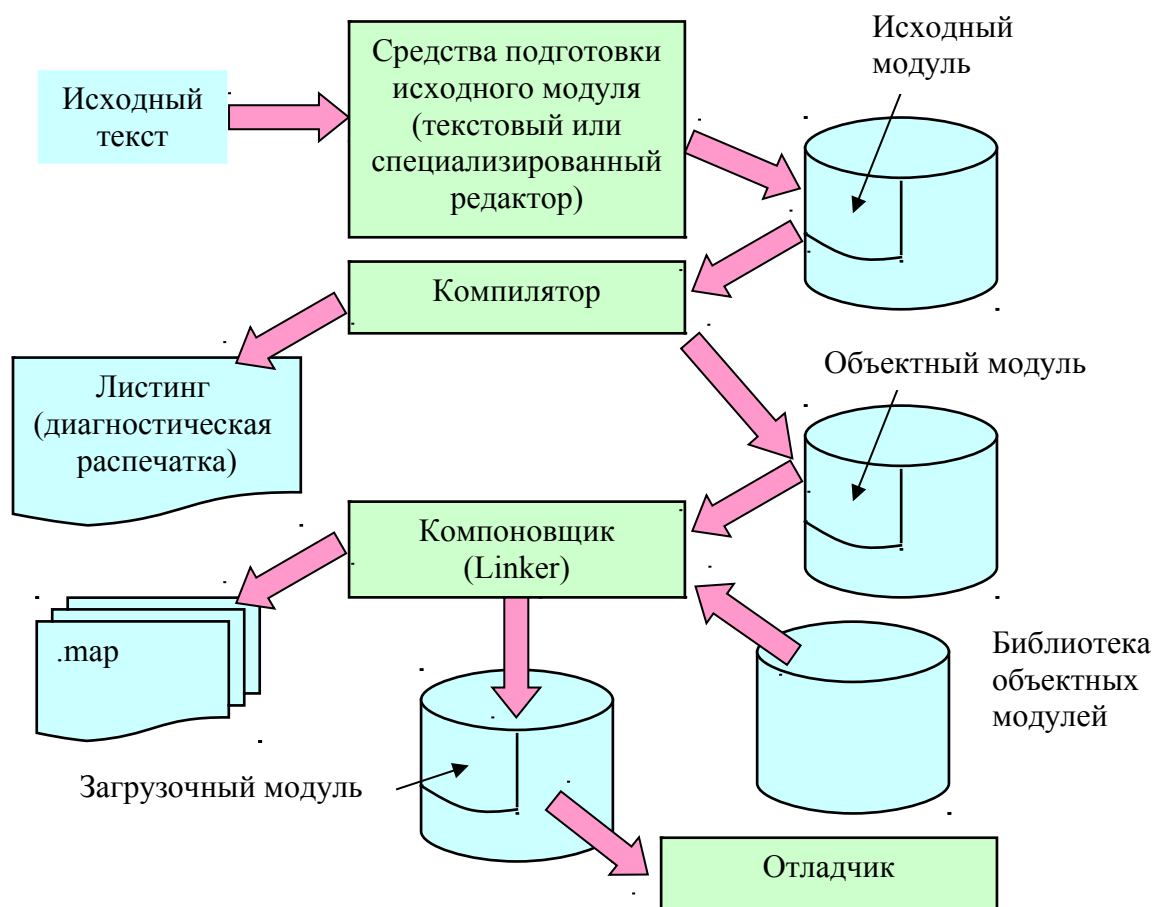 Исходный
текст
Средства подготовки
исходного модуля
(текстовый или
специализированный
редактор)
Исходный
модуль
Компилятор
Листинг
(диагностическая
распечатка)
Объектный модуль
Компоновщик
(Linker)
.map
Библиотека
объектных
модулей
Загрузочный модуль
Отладчик